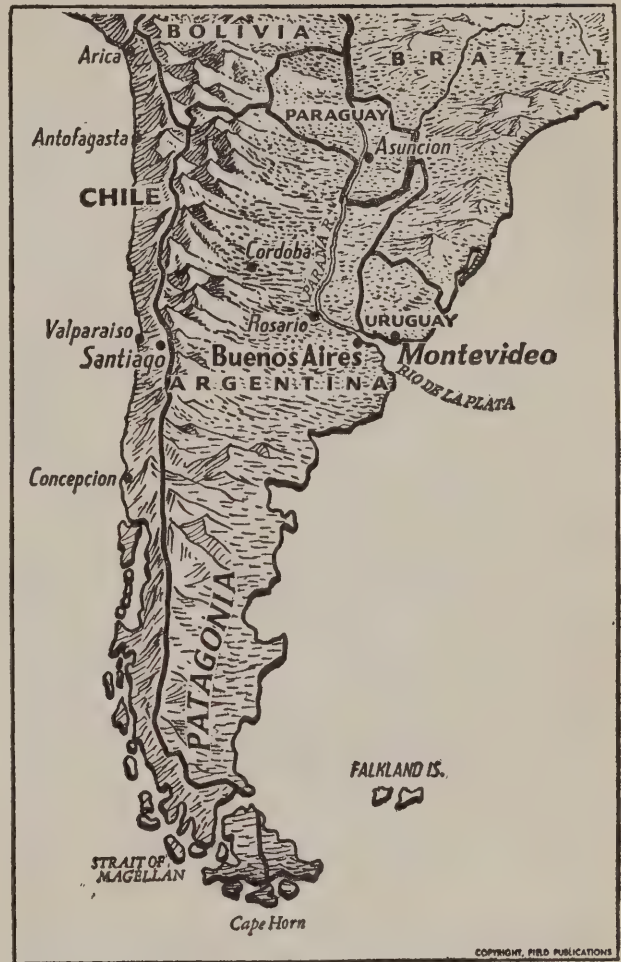 BOLIVIA
Arica
BRAZIL
PARAGUAY
Antofagasta
Asuncion
CHILE
Cordoba
PARANA R.
Rosario
URUGUAY
Valparaiso
Santiago
Buenos Aires
Montevideo
ARGENTINA
RIO DE LA PLATA
Concepcion
PATAGONIA
FALKLAND IS.
STRAIT OF
MAGELLAN
Cape Horn
COPYRIGHT, FIELD PUBLICATIONS